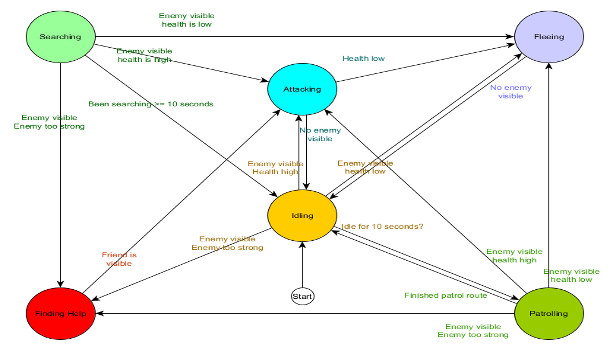 Enemy visible
health is low
Searching
Fleeing
Enemy visible
health is high
Health low
Attacking
No enemy
visible
Been searching >= 10 seconds
Enemy visible
Enemy too strong
No enemy
visible
Enemy visible
Health high
Enemy visible
health low
Idling
Idle for 10 seconds?
Enemy visible
Enemy too strong
Friend is
visible
Enemy visible
health high
Enemy visible
health low
Start
Finished patrol route
Finding Help
Patrolling
Enemy visible
Enemy too strong